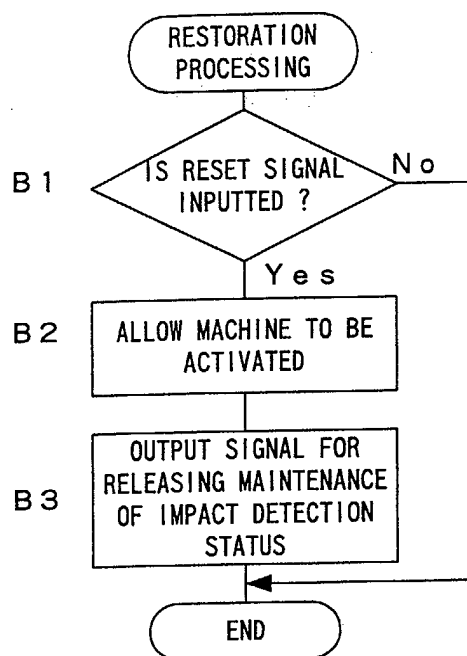 RESTORATION
PROCESSING
B1
IS RESET SIGNAL
INPUTTED ?
No
Yes
B2
ALLOW MACHINE TO BE
ACTIVATED
B3
OUTPUT SIGNAL FOR
RELEASING MAINTENANCE
OF IMPACT DETECTION
STATUS
END